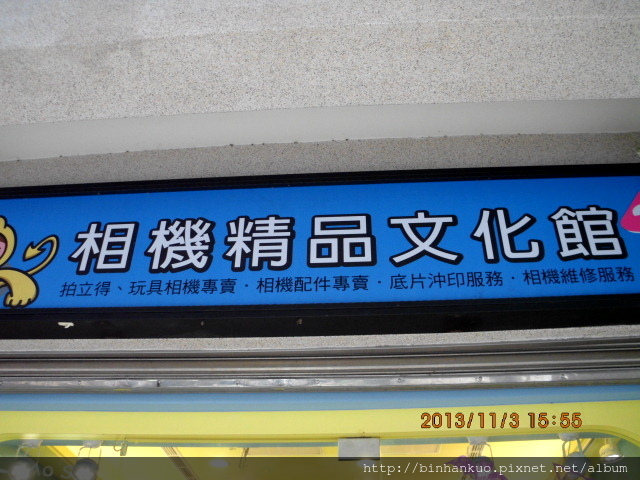 相機精品文化館
拍立得、玩具相機專賣．相機配件專賣．底片沖印服務．相機維修服務
2013/11/3 15:55
http://binhankuo.pixnet.net/album